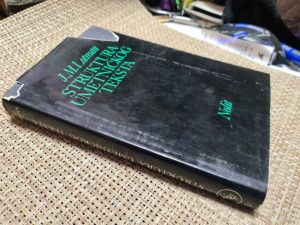 J.M.Lotman
STRUKTURA
UMETNIČKOG
TEKSTA
Nolit